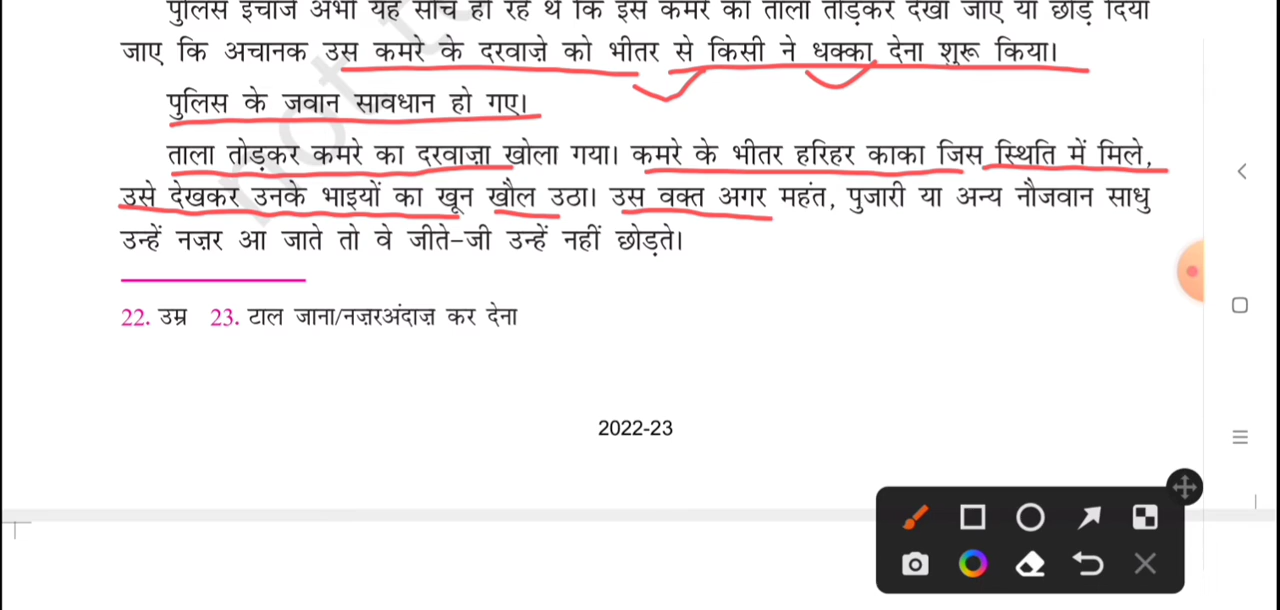 पुलिस इंचार्ज अभी यह सोच ही रहे थे कि इस कमरे का ताला तोड़कर देखा जाए या छोड़ दिया
जाए कि अचानक उस कमरे के दरवाज़े को भीतर से किसी ने धक्का देना शुरू किया।
पुलिस के जवान सावधान हो गए।
ताला तोड़कर कमरे का दरवाज़ा खोला गया। कमरे के भीतर हरिहर काका जिस स्थिति में मिले,
उसे देखकर उनके भाइयों का खून खौल उठा। उस वक्त अगर महंत, पुजारी या अन्य नौजवान साधु
उन्हें नज़र आ जाते तो वे जीते-जी उन्हें नहीं छोड़ते।
22. उम्र 23. टाल जाना/नज़रअंदाज़ कर देना
2022-23